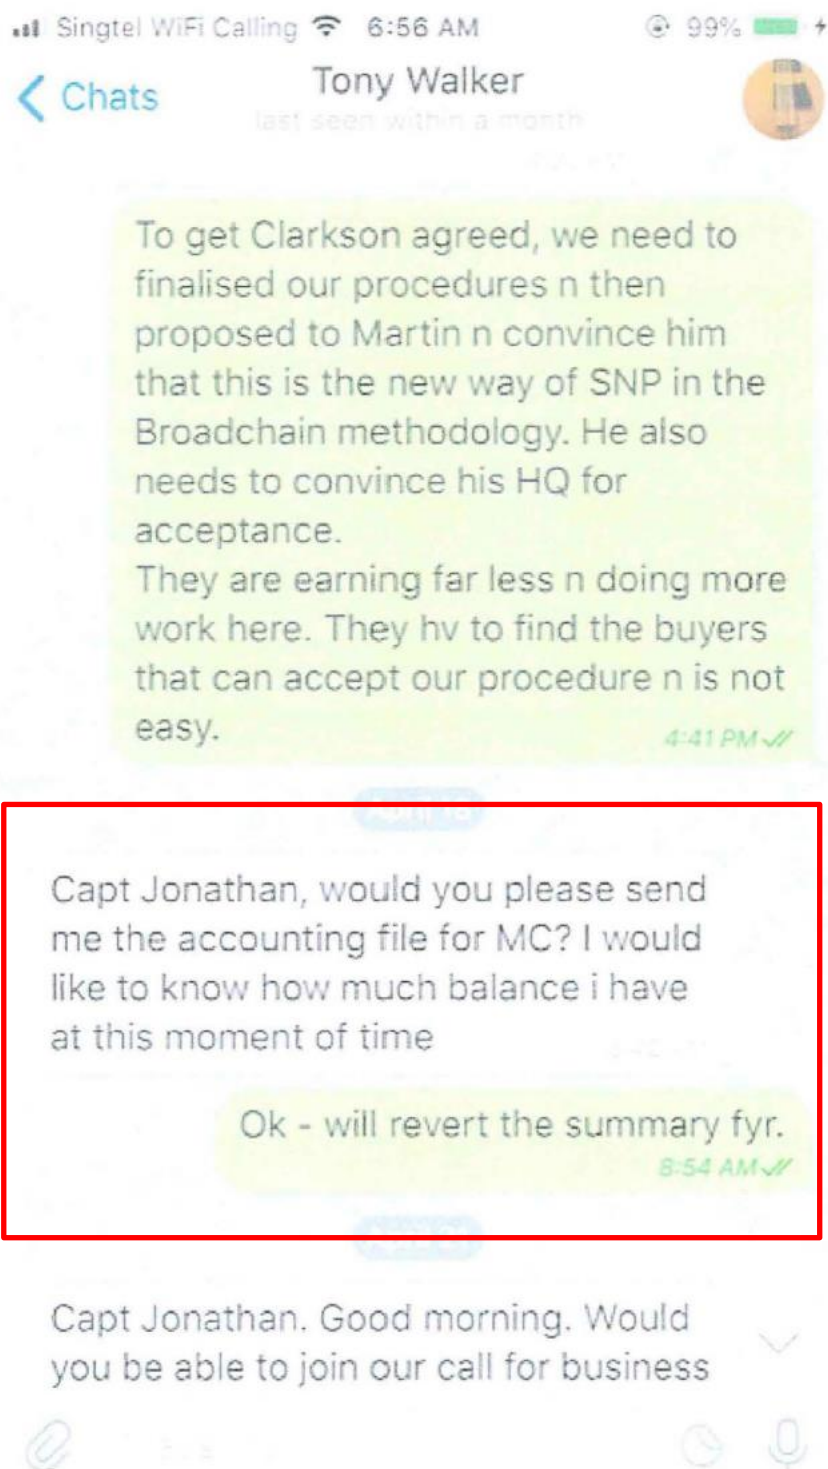 Singtel WiFi Calling 6:56 AM 99%
Chats
Tony Walker
last seen within a month
To get Clarkson agreed, we need to
finalised our procedures n then
proposed to Martin n convince him
that this is the new way of SNP in the
Broadchain methodology. He also
needs to convince his HQ for
acceptance.
They are earning far less n doing more
work here. They hv to find the buyers
that can accept our procedure n is not
easy.
4:41 PM
Capt Jonathan, would you please send
me the accounting file for MC? I would
like to know how much balance i have
at this moment of time
Ok - will revert the summary fyr.
8:54 AM
Capt Jonathan. Good morning. Would
you be able to join our call for business